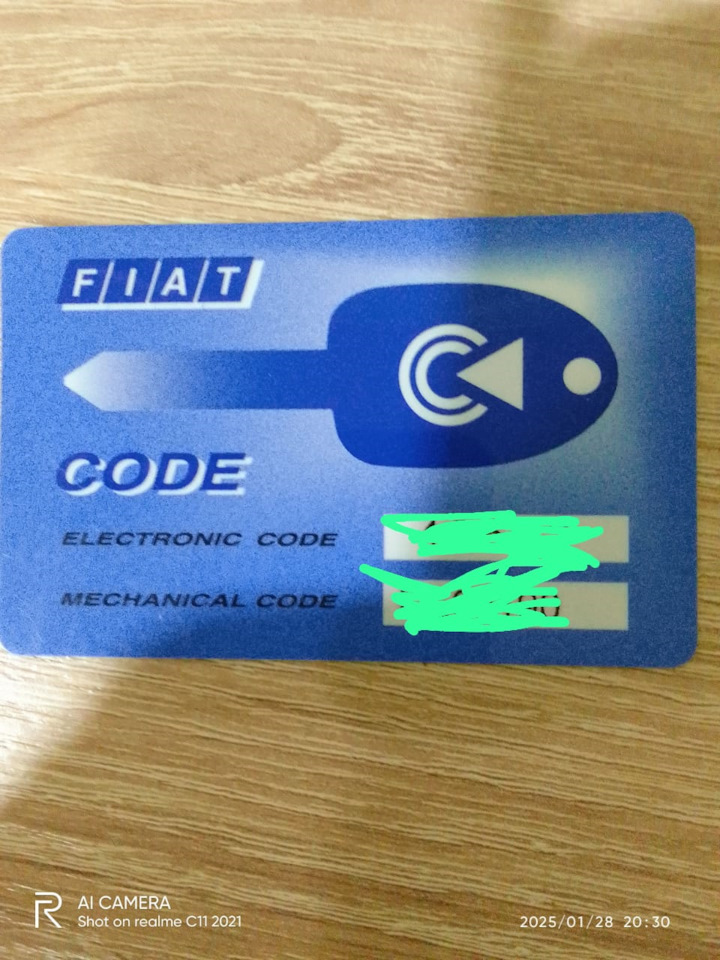 FIAT
CODE
ELECTRONIC CODE
MECHANICAL CODE
AI CAMERA
Shot on realme C11 2021
2025/01/28 20:30